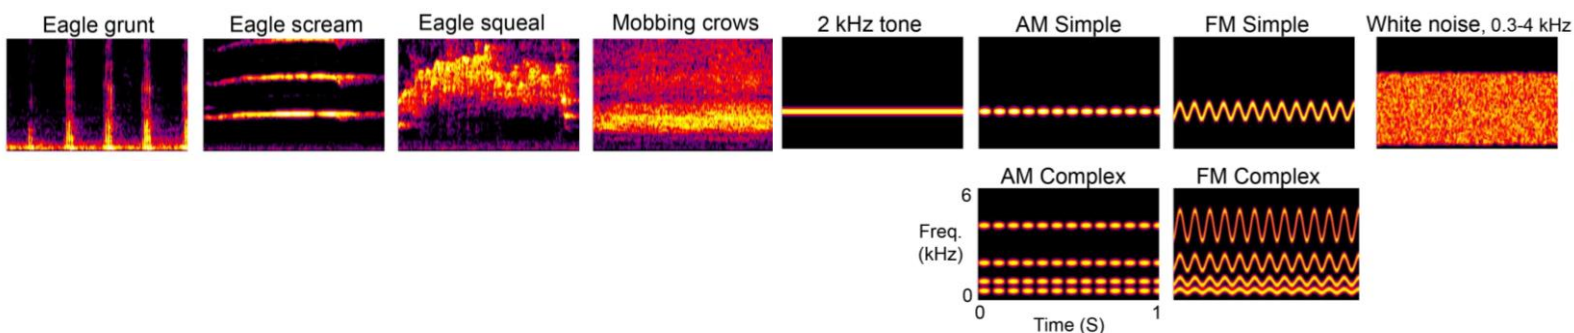 Eagle grunt
Eagle scream
Eagle squeal
Mobbing crows
2 kHz tone
AM Simple
FM Simple
White noise, 0.3-4 kHz
AM Complex
FM Complex
6
Freq.
(kHz)
0
0
1
Time (S)